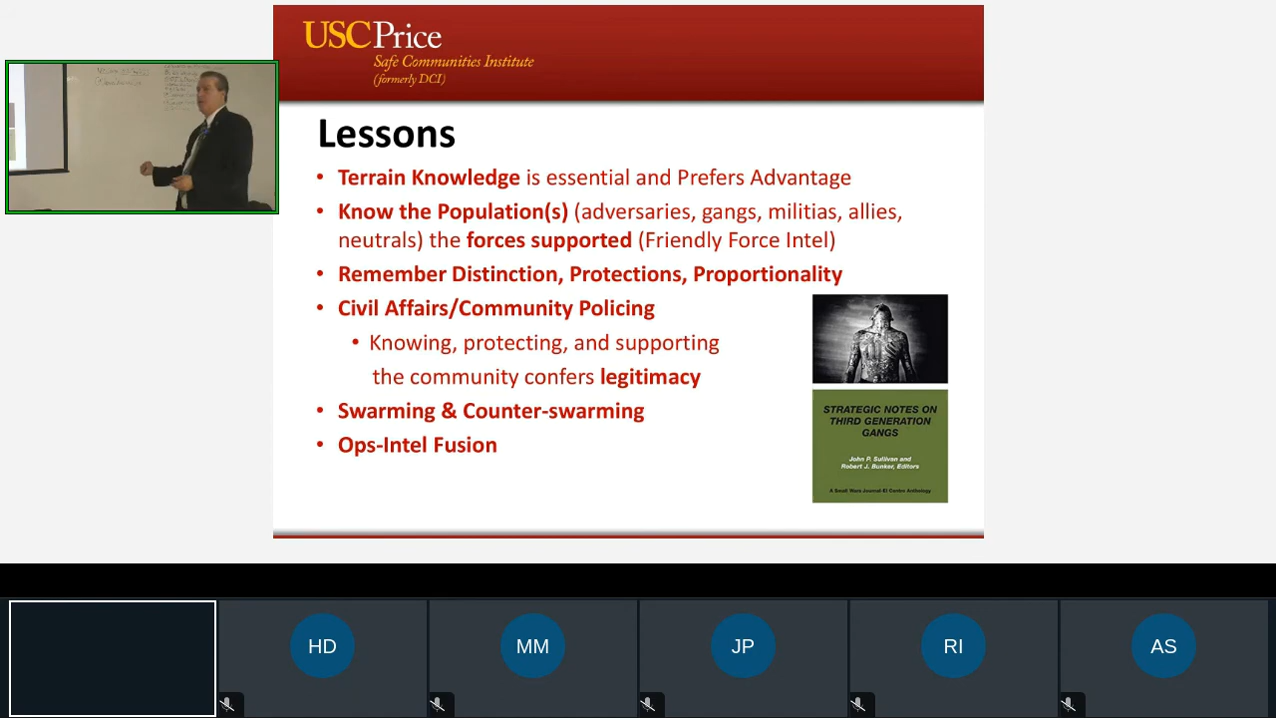 USCPrice
Safe Communities Institute
(formerly DCI)
Lessons
• Terrain Knowledge is essential and Prefers Advantage
• Know the Population(s) (adversaries, gangs, militias, allies,
neutrals) the forces supported (Friendly Force Intel)
• Remember Distinction, Protections, Proportionality
• Civil Affairs/Community Policing
• Knowing, protecting, and supporting
the community confers legitimacy
• Swarming & Counter-swarming
• Ops-Intel Fusion
STRATEGIC NOTES ON
THIRD GENERATION
GANGS
John P. Sullivan and
Robert J. Bunker, Editors
A Small Wars Journal-El Centro Anthology
HD
MM
JP
RI
AS